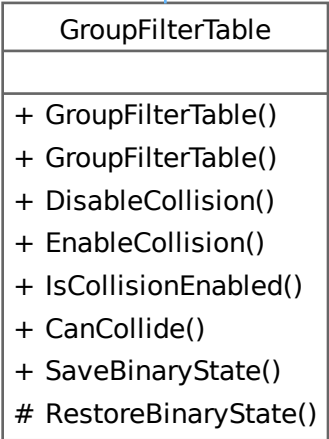 GroupFilterTable
+ GroupFilterTable()
+ GroupFilterTable()
+ DisableCollision()
+ EnableCollision()
+ IsCollisionEnabled()
+ CanCollide()
+ SaveBinaryState()
# RestoreBinaryState()